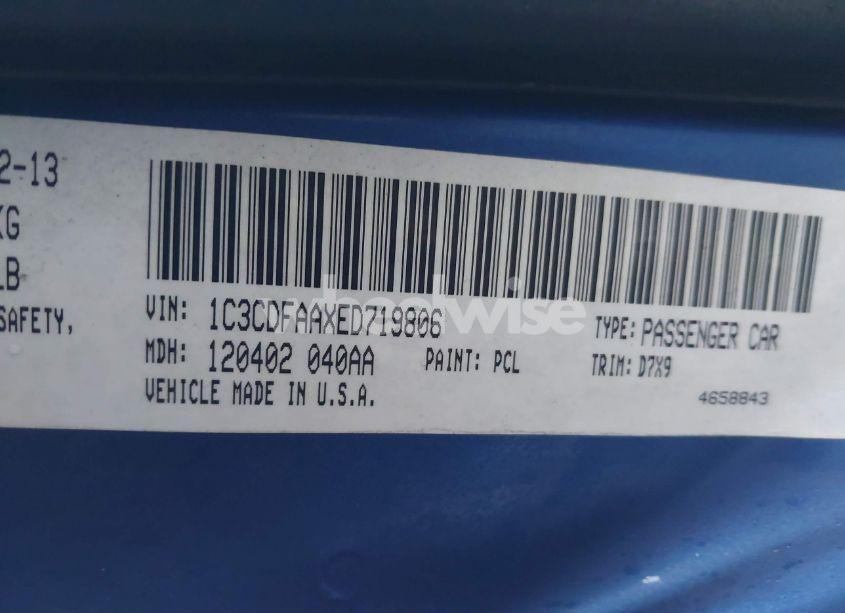 2-13
KG
LB
SAFETY,
VIN: 1C3CDFAAXED719806
TYPE: PASSENGER CAR
MDH: 120402 040AA PAINT: PCL TRIM: D7X9
VEHICLE MADE IN U.S.A.
4658843
wheelwise